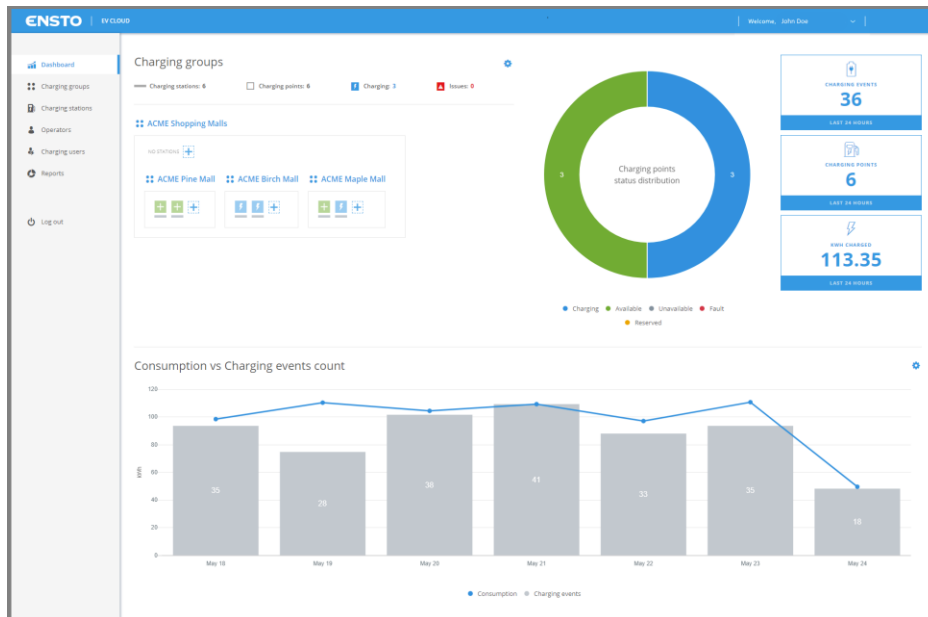 ENSTO | EV CLOUD
Welcome, John Doe
Dashboard
Charging groups
Charging stations
Operators
Charging users
Reports
Log out
Charging groups
Charging stations: 6
Charging points: 6
Charging: 3
Issues: 0
ACME Shopping Malls
NO STATIONS
ACME Pine Mall
ACME Birch Mall
ACME Maple Mall
3
Charging points
status distribution
3
Charging
Available
Unavailable
Fault
Reserved
CHARGING EVENTS
36
LAST 24 HOURS
CHARGING POINTS
6
LAST 24 HOURS
KWH CHARGED
113.35
LAST 24 HOURS
Consumption vs Charging events count
120
100
80
60
40
20
0
kWh
35
28
38
41
33
35
18
May 18
May 19
May 20
May 21
May 22
May 23
May 24
Consumption
Charging events